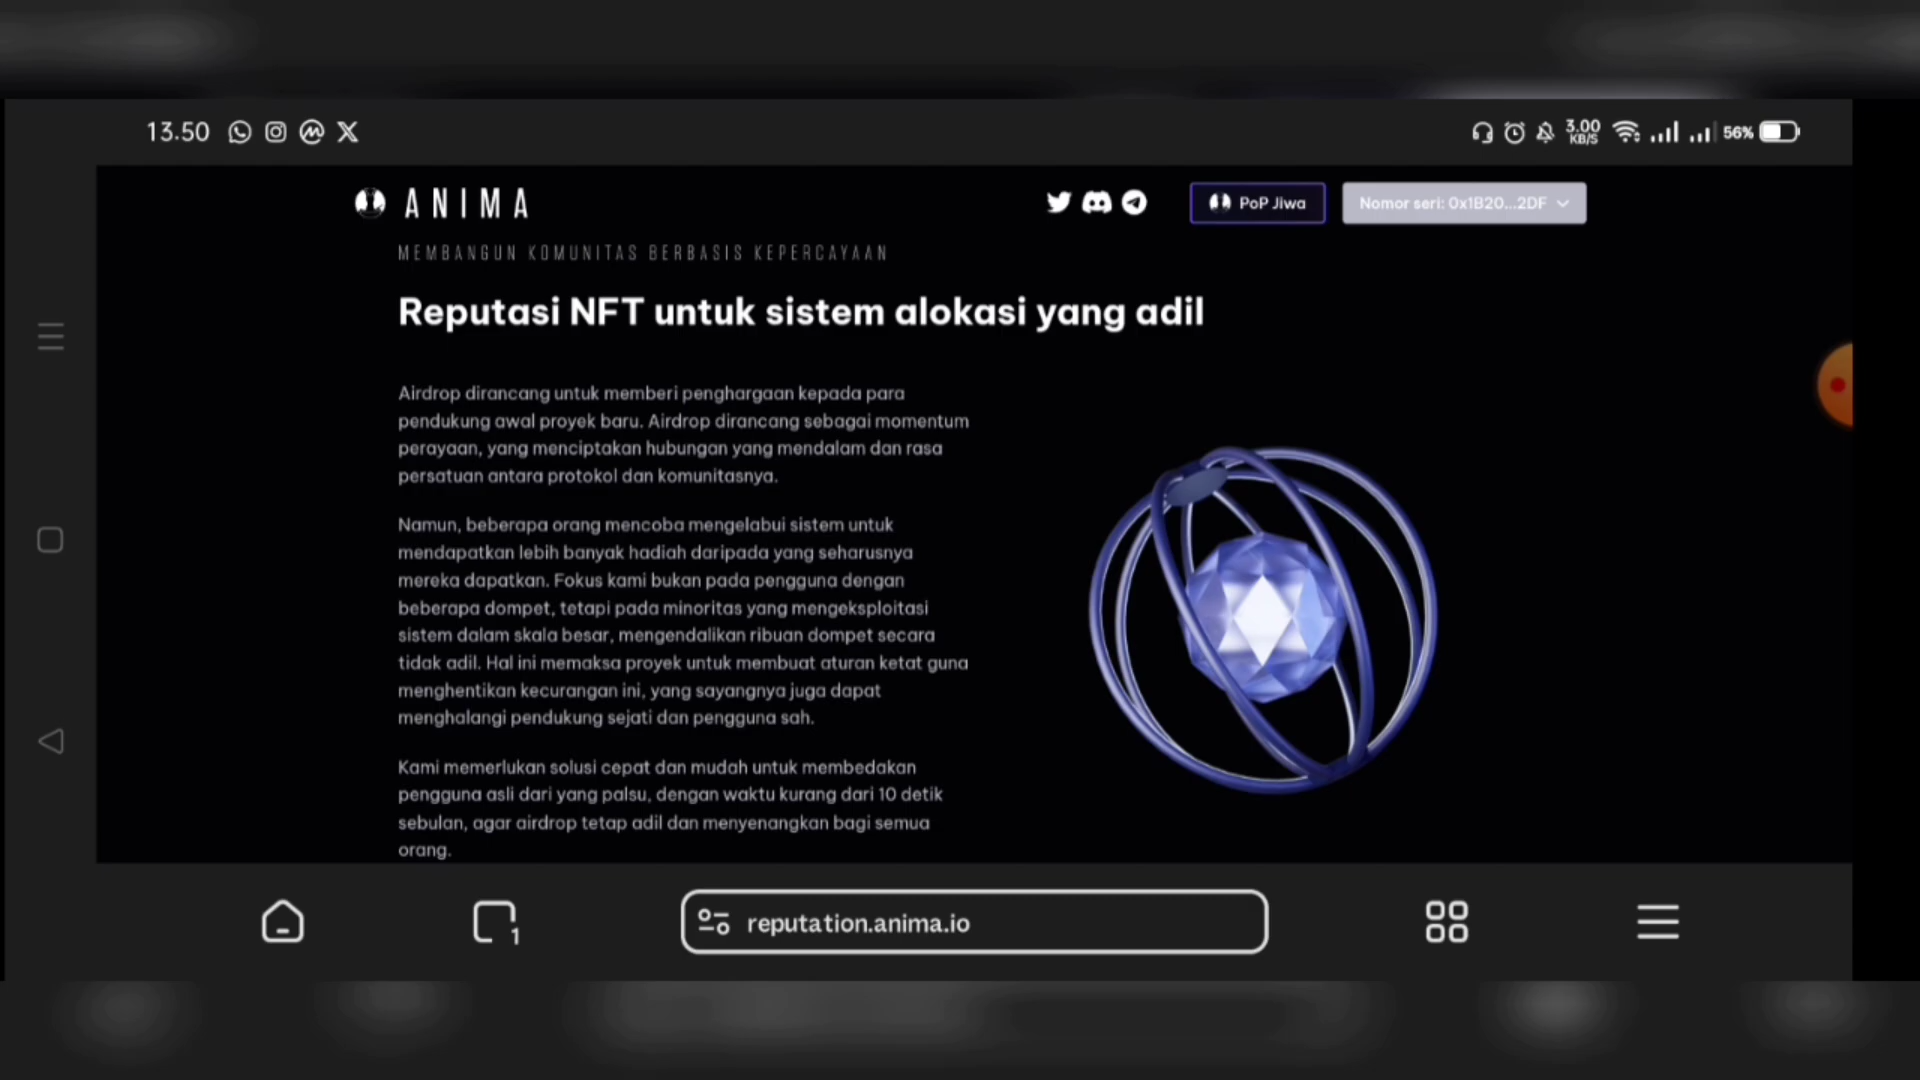 13.50
3.00
KB/S
56%
ANIMA
PoP Jiwa
Nomor seri: 0x1B20...2DF
MEMBANGUN KOMUNITAS BERBASIS KEPERCAYAAN
Reputasi NFT untuk sistem alokasi yang adil
Airdrop dirancang untuk memberi penghargaan kepada para
pendukung awal proyek baru. Airdrop dirancang sebagai momentum
perayaan, yang menciptakan hubungan yang mendalam dan rasa
persatuan antara protokol dan komunitasnya.
Namun, beberapa orang mencoba mengelabui sistem untuk
mendapatkan lebih banyak hadiah daripada yang seharusnya
mereka dapatkan. Fokus kami bukan pada pengguna dengan
beberapa dompet, tetapi pada minoritas yang mengeksploitasi
sistem dalam skala besar, mengendalikan ribuan dompet secara
tidak adil. Hal ini memaksa proyek untuk membuat aturan ketat guna
menghentikan kecurangan ini, yang sayangnya juga dapat
menghalangi pendukung sejati dan pengguna sah.
Kami memerlukan solusi cepat dan mudah untuk membedakan
pengguna asli dari yang palsu, dengan waktu kurang dari 10 detik
sebulan, agar airdrop tetap adil dan menyenangkan bagi semua
orang.
1
reputation.anima.io